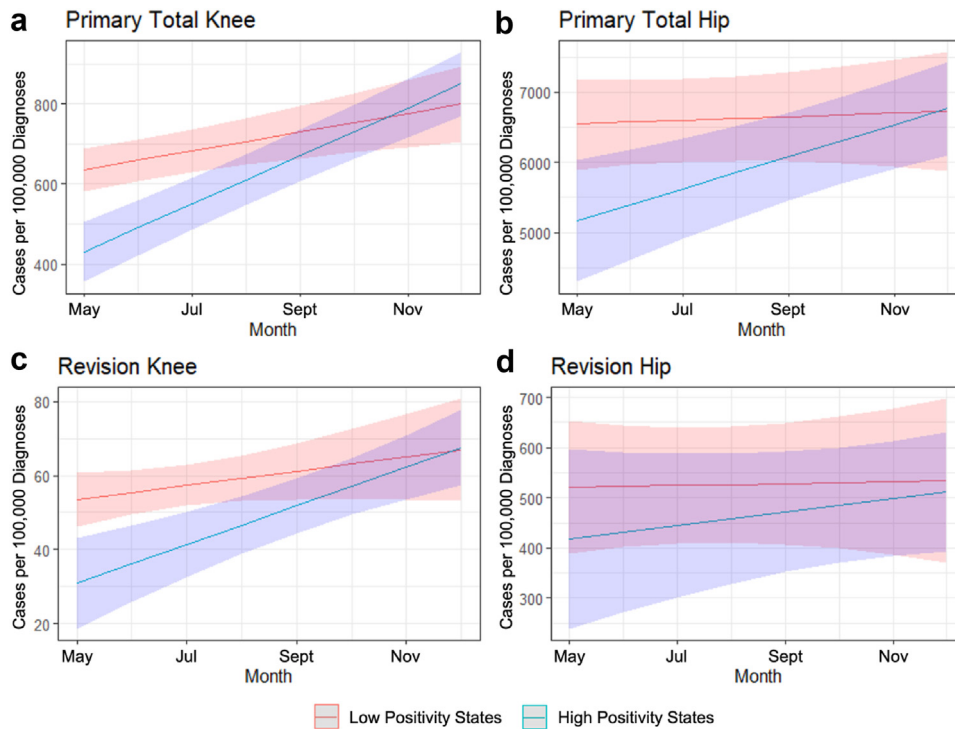 a
Primary Total Knee
Cases per 100,000 Diagnoses
800
600
400
May Jul Sept Nov
Month
b
Primary Total Hip
Cases per 100,000 Diagnoses
7000
6000
5000
May Jul Sept Nov
Month
c
Revision Knee
Cases per 100,000 Diagnoses
80
60
40
20
May Jul Sept Nov
Month
d
Revision Hip
Cases per 100,000 Diagnoses
700
600
500
400
300
May Jul Sept Nov
Month
Low Positivity States High Positivity States